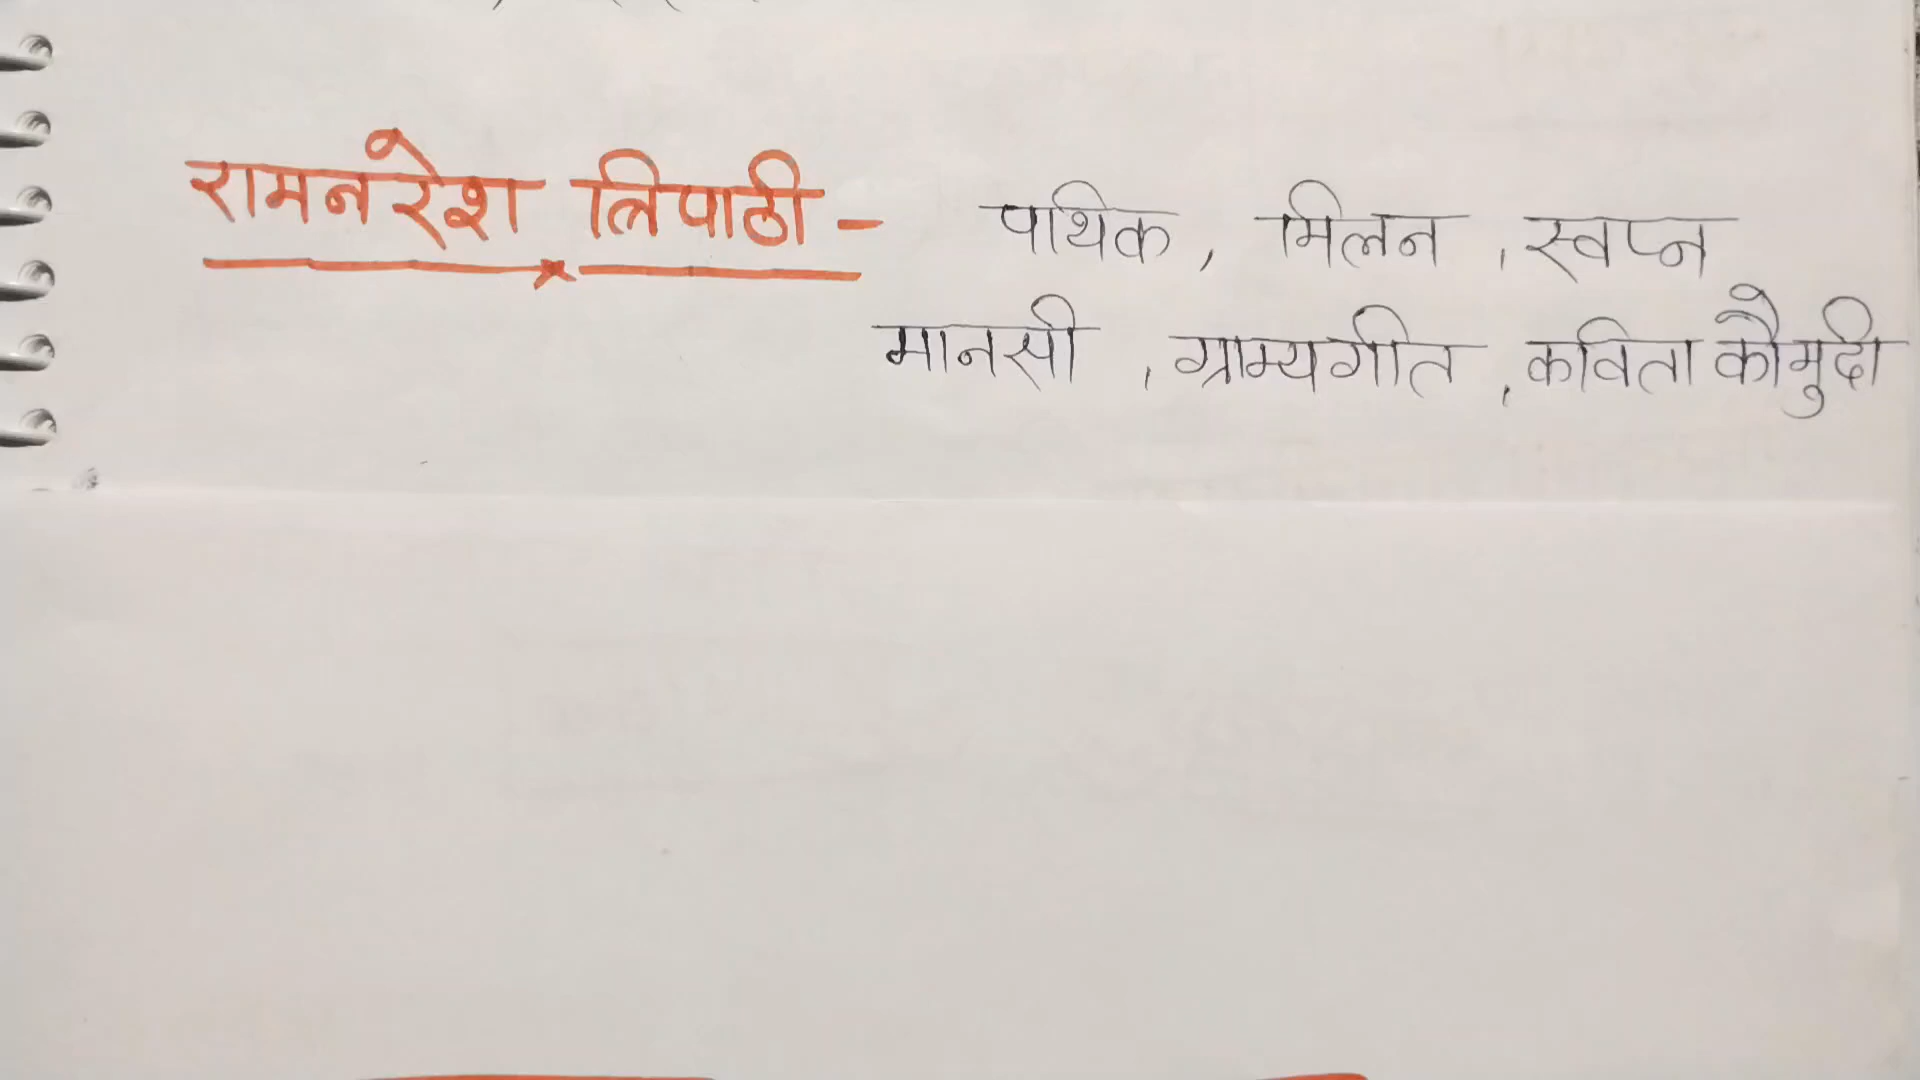 रामनरेश त्रिपाठी - पथिक, मिलन, स्वप्न
मानसी, ग्राम्यगीत, कविता कौमुदी